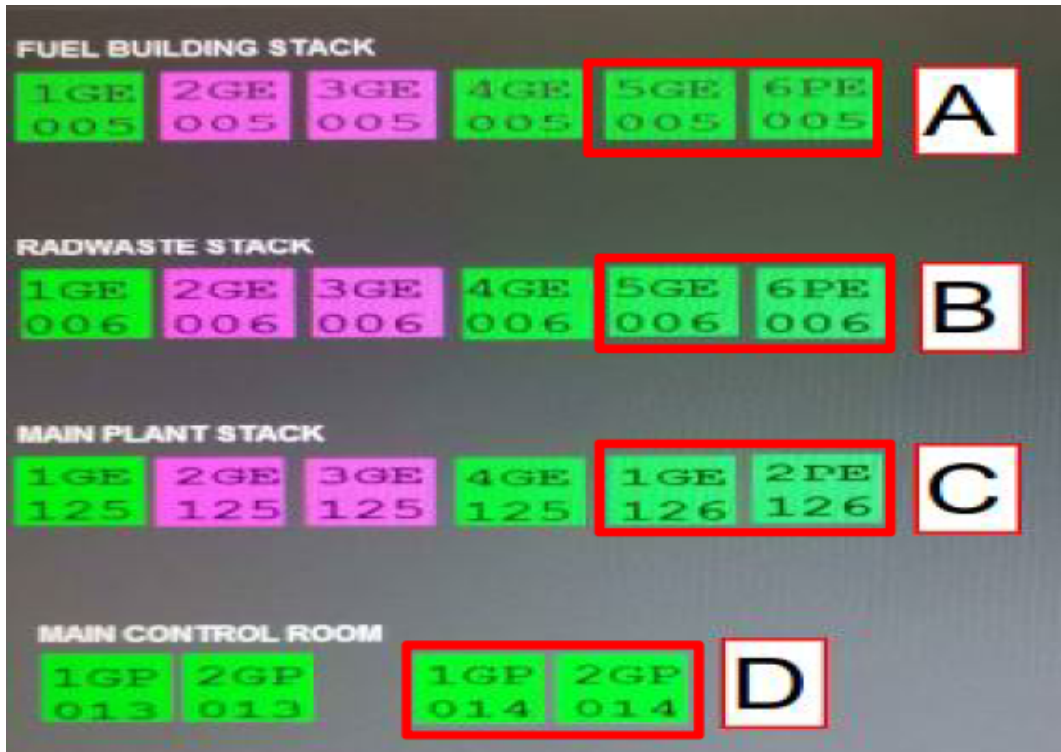 FUEL BUILDING STACK
1GE 2GE 3GE 4GE 5GE 6PE
005 005 005 005 005 005
A
RADWASTE STACK
1GE 2GE 3GE 4GE 5GE 6PE
006 006 006 006 006 006
B
MAIN PLANT STACK
1GE 2GE 3GE 4GE 1GE 2PE
125 125 125 125 126 126
C
MAIN CONTROL ROOM
1GP 2GP 1GP 2GP
013 013 014 014
D